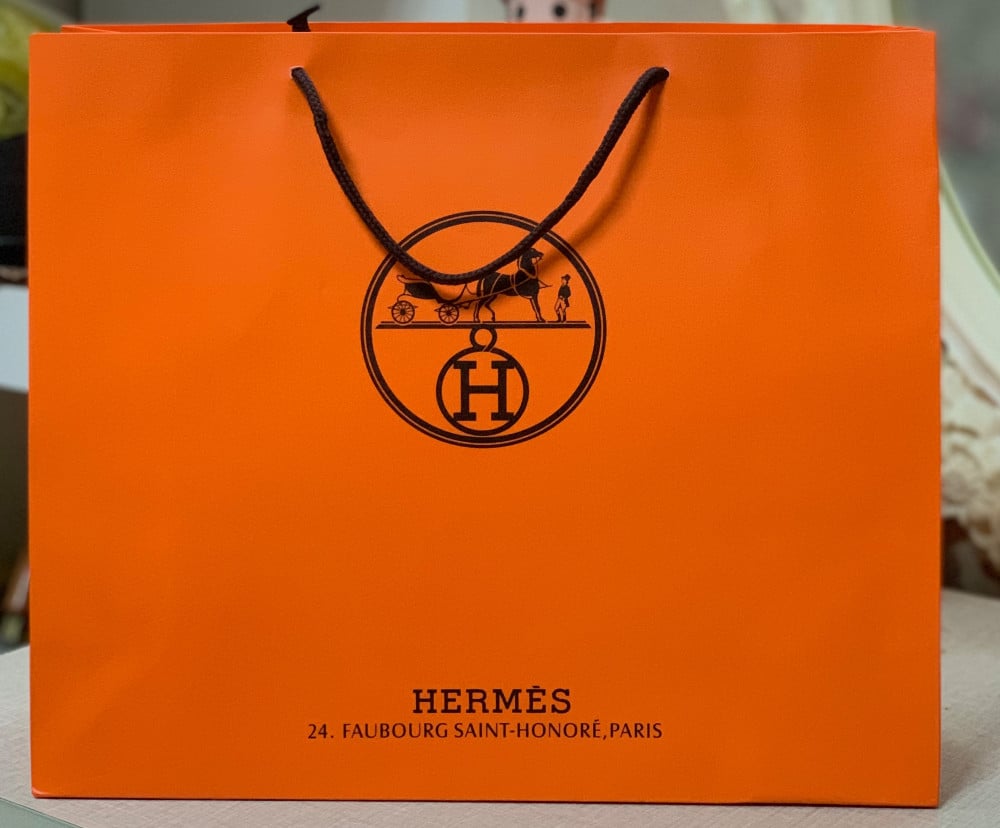 H
HERMÈS
24. FAUBOURG SAINT-HONORÉ,PARIS